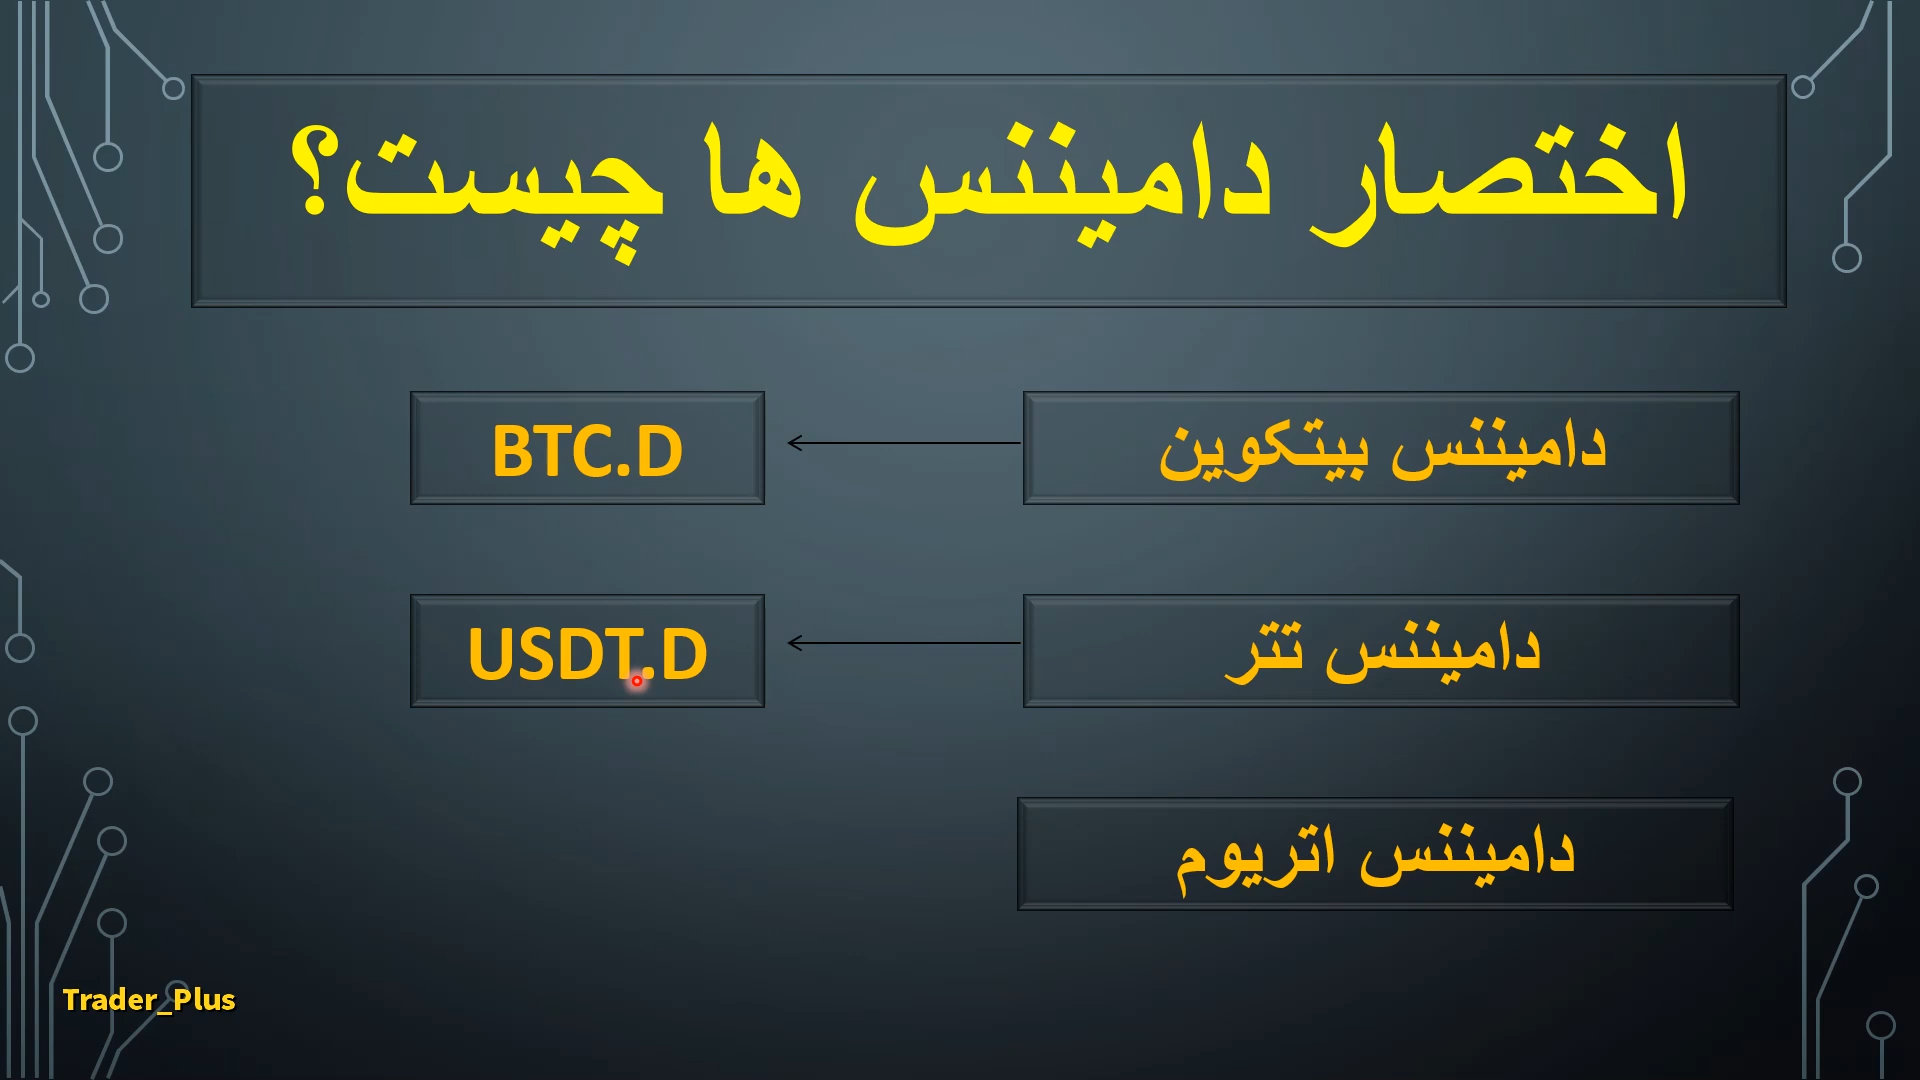 اختصار دامیننس ها چیست؟
دامیننس بیتکوین
BTC.D
دامیننس تتر
USDT.D
دامیننس اتریوم
Trader_Plus